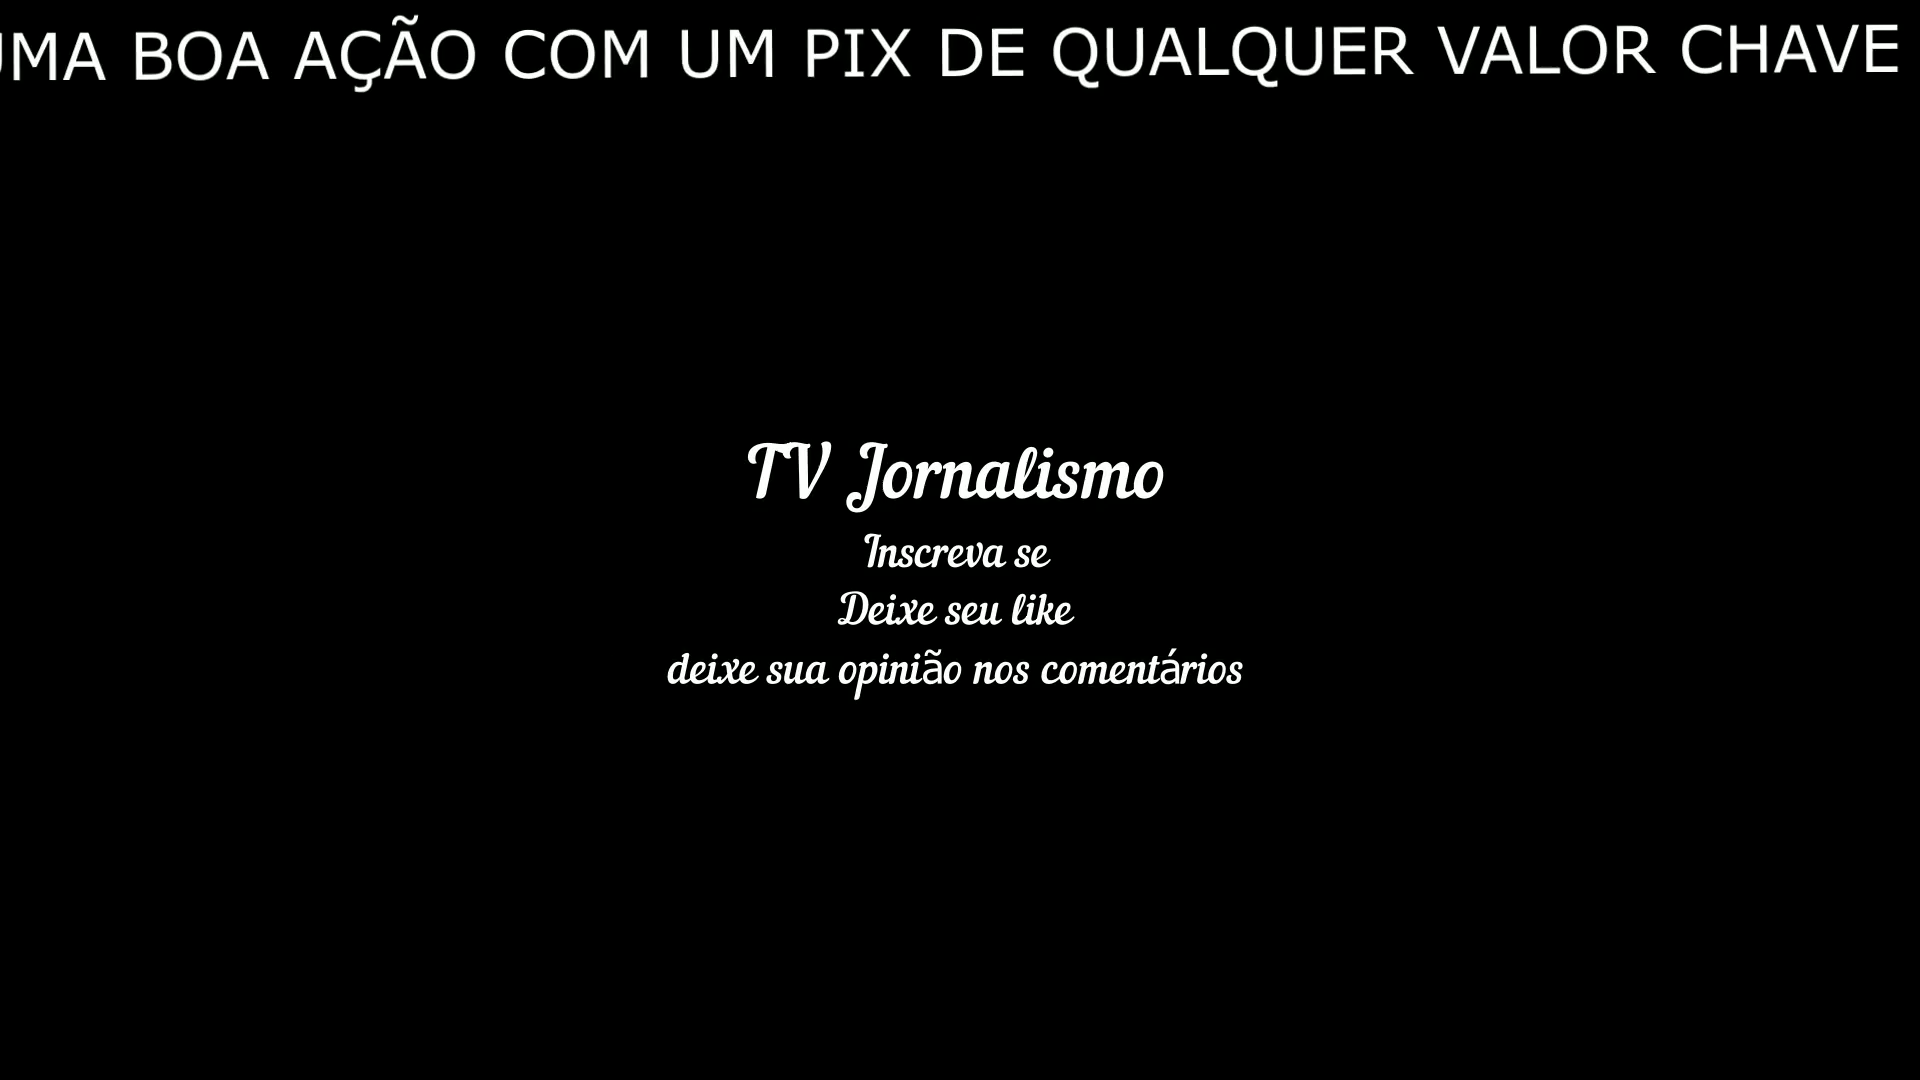 UMA BOA AÇÃO COM UM PIX DE QUALQUER VALOR CHAVE
TV Jornalismo
Inscreva se
Deixe seu like
deixe sua opinião nos comentários